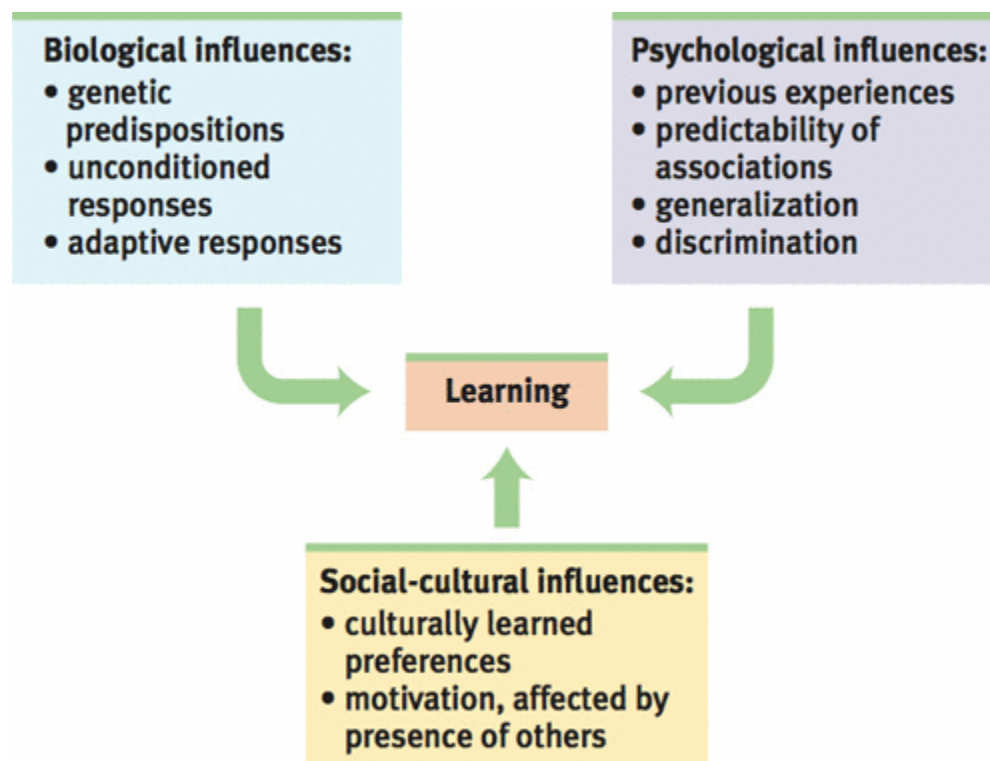 Biological influences:
• genetic
predispositions
• unconditioned
responses
• adaptive responses
Psychological influences:
• previous experiences
• predictability of
associations
• generalization
• discrimination
Learning
Social-cultural influences:
• culturally learned
preferences
• motivation, affected by
presence of others